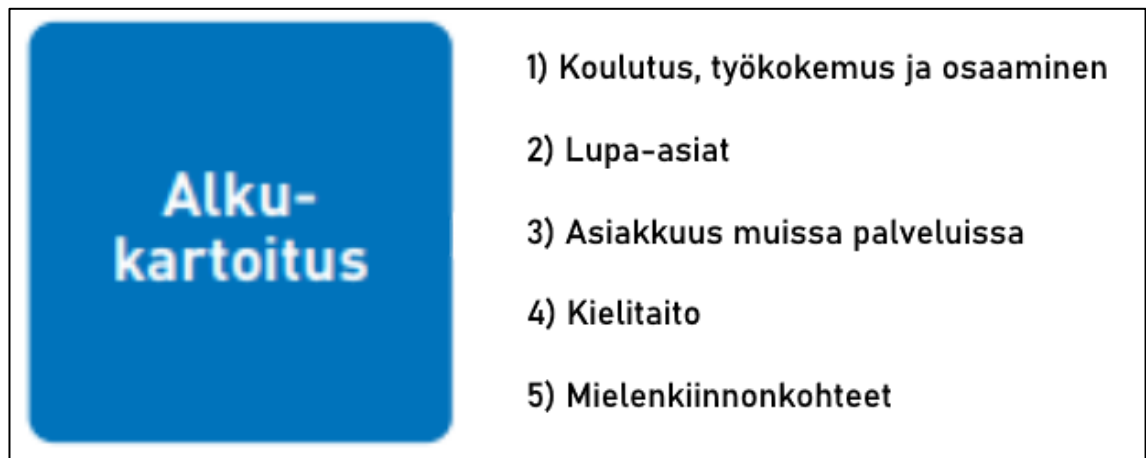 Alku-
kartoitus
1) Koulutus, työkokemus ja osaaminen
2) Lupa-asiat
3) Asiakkuus muissa palveluissa
4) Kielitaito
5) Mielenkiinnonkohteet